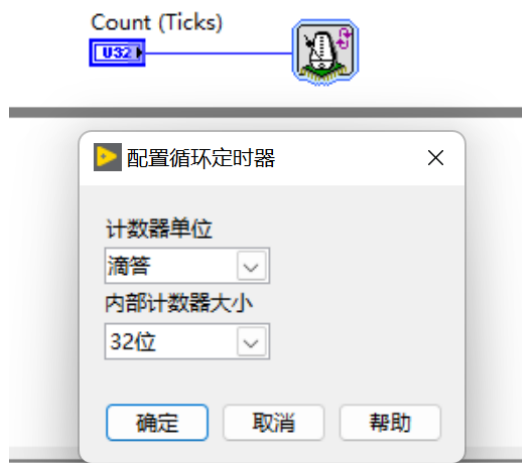 Count (Ticks)
U32
配置循环定时器
计数器单位
滴答
内部计数器大小
32位
确定
取消
帮助